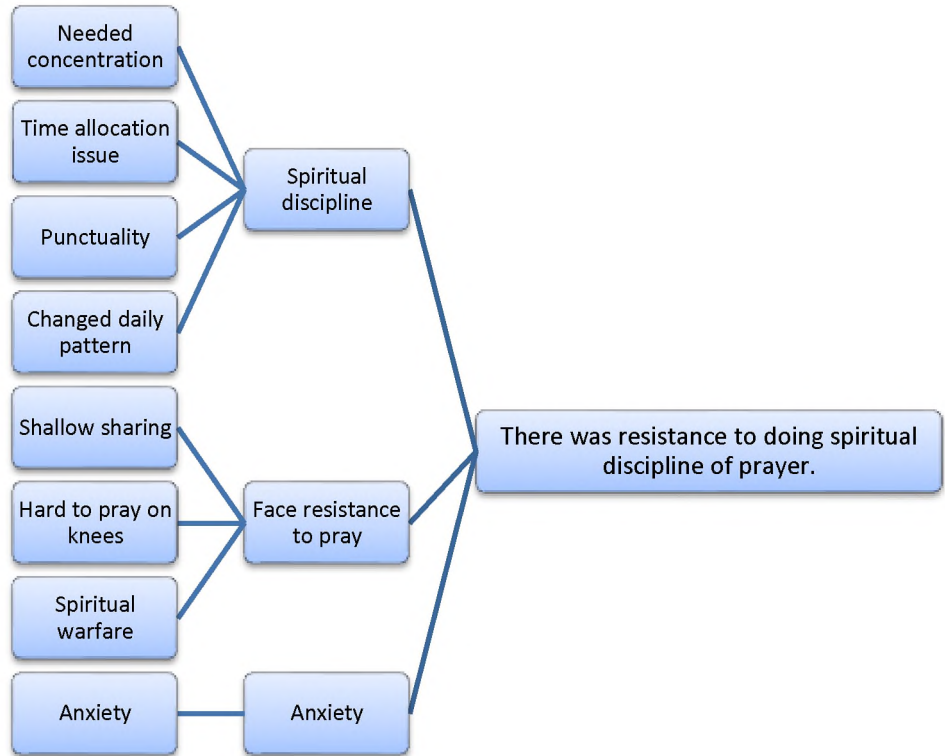 Needed
concentration
Time allocation
issue
Punctuality
Changed daily
pattern
Shallow sharing
Hard to pray on
knees
Spiritual
warfare
Anxiety
Spiritual
discipline
Face resistance
to pray
Anxiety
There was resistance to doing spiritual
discipline of prayer.